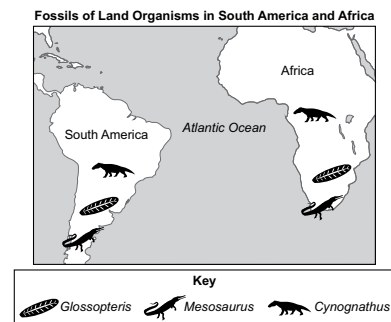 Fossils of Land Organisms in South America and Africa
Africa
South America
Atlantic Ocean
Key
Glossopteris
Mesosaurus
Cynognathus